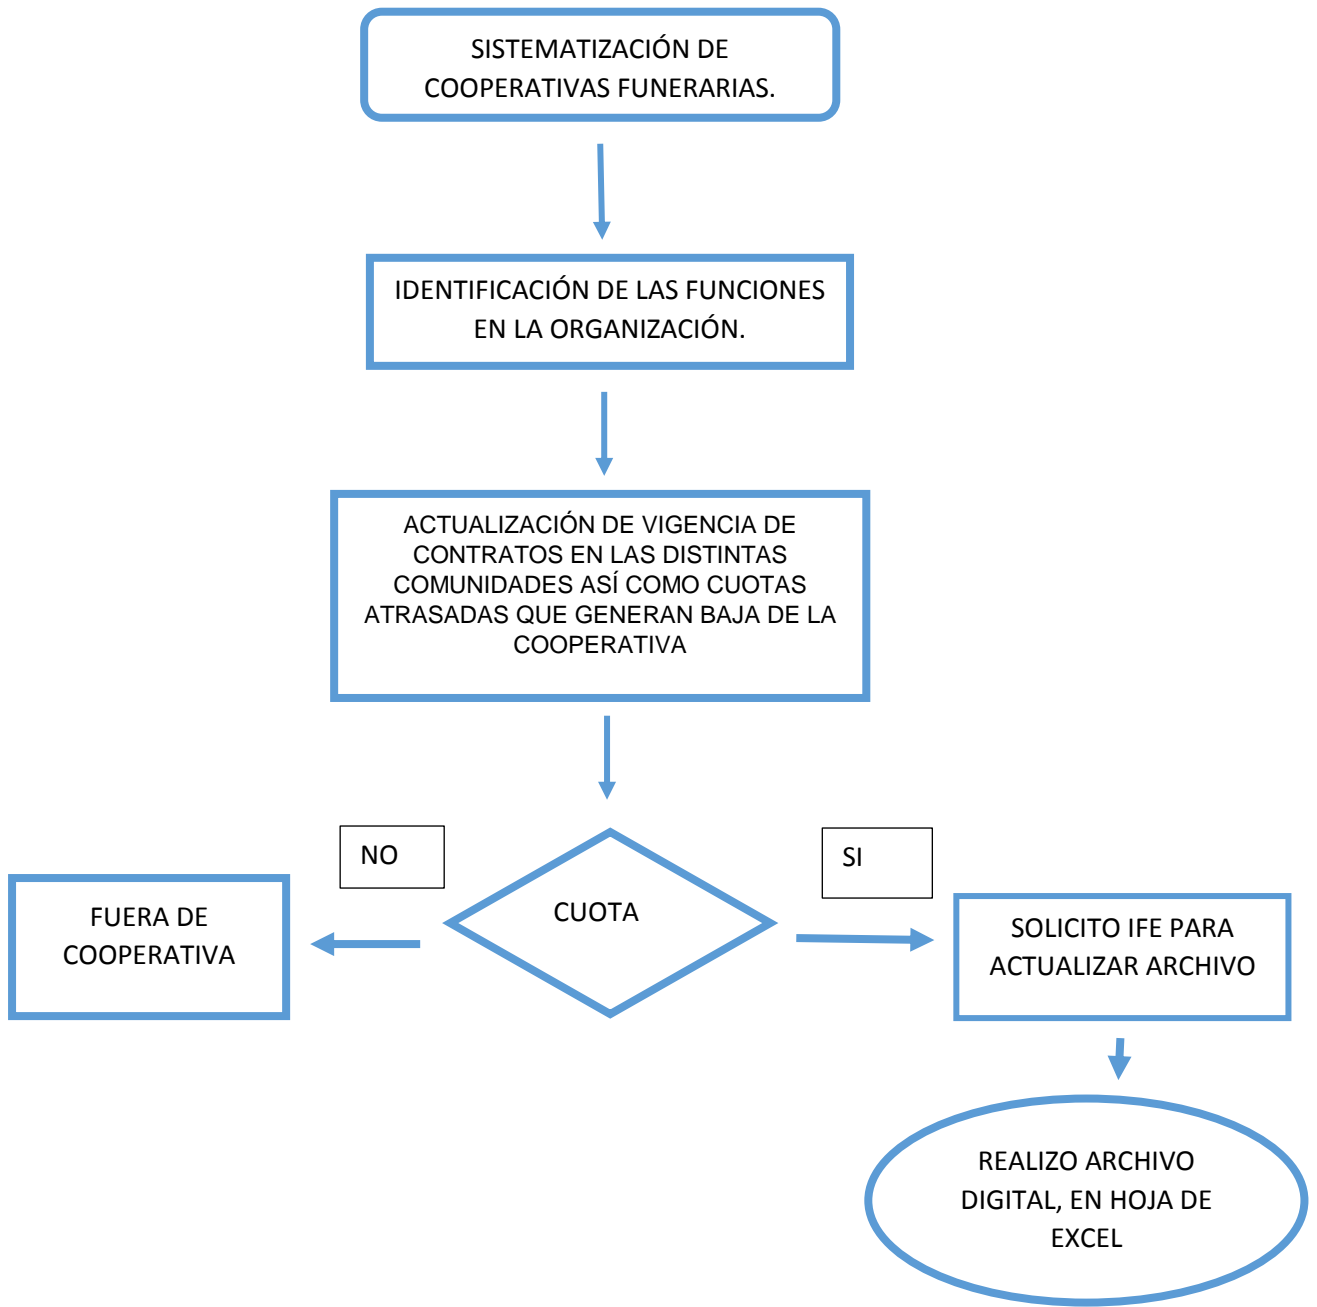 SISTEMATIZACIÓN DE
COOPERATIVAS FUNERARIAS.
IDENTIFICACIÓN DE LAS FUNCIONES
EN LA ORGANIZACIÓN.
ACTUALIZACIÓN DE VIGENCIA DE
CONTRATOS EN LAS DISTINTAS
COMUNIDADES ASÍ COMO CUOTAS
ATRASADAS QUE GENERAN BAJA DE LA
COOPERATIVA
NO
SI
CUOTA
FUERA DE
COOPERATIVA
SOLICITO IFE PARA
ACTUALIZAR ARCHIVO
REALIZO ARCHIVO
DIGITAL, EN HOJA DE
EXCEL